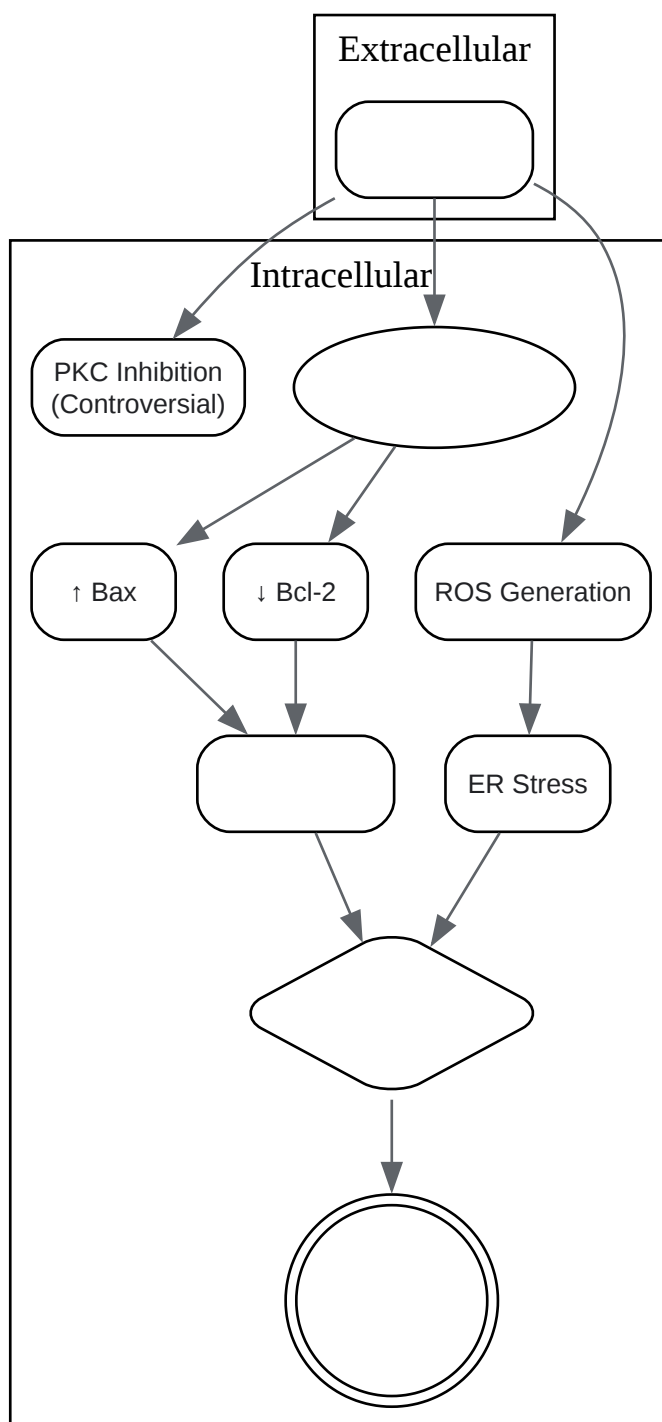 Extracellular
Intracellular
PKC Inhibition
(Controversial)
↑ Bax
↓ Bcl-2
ROS Generation
ER Stress